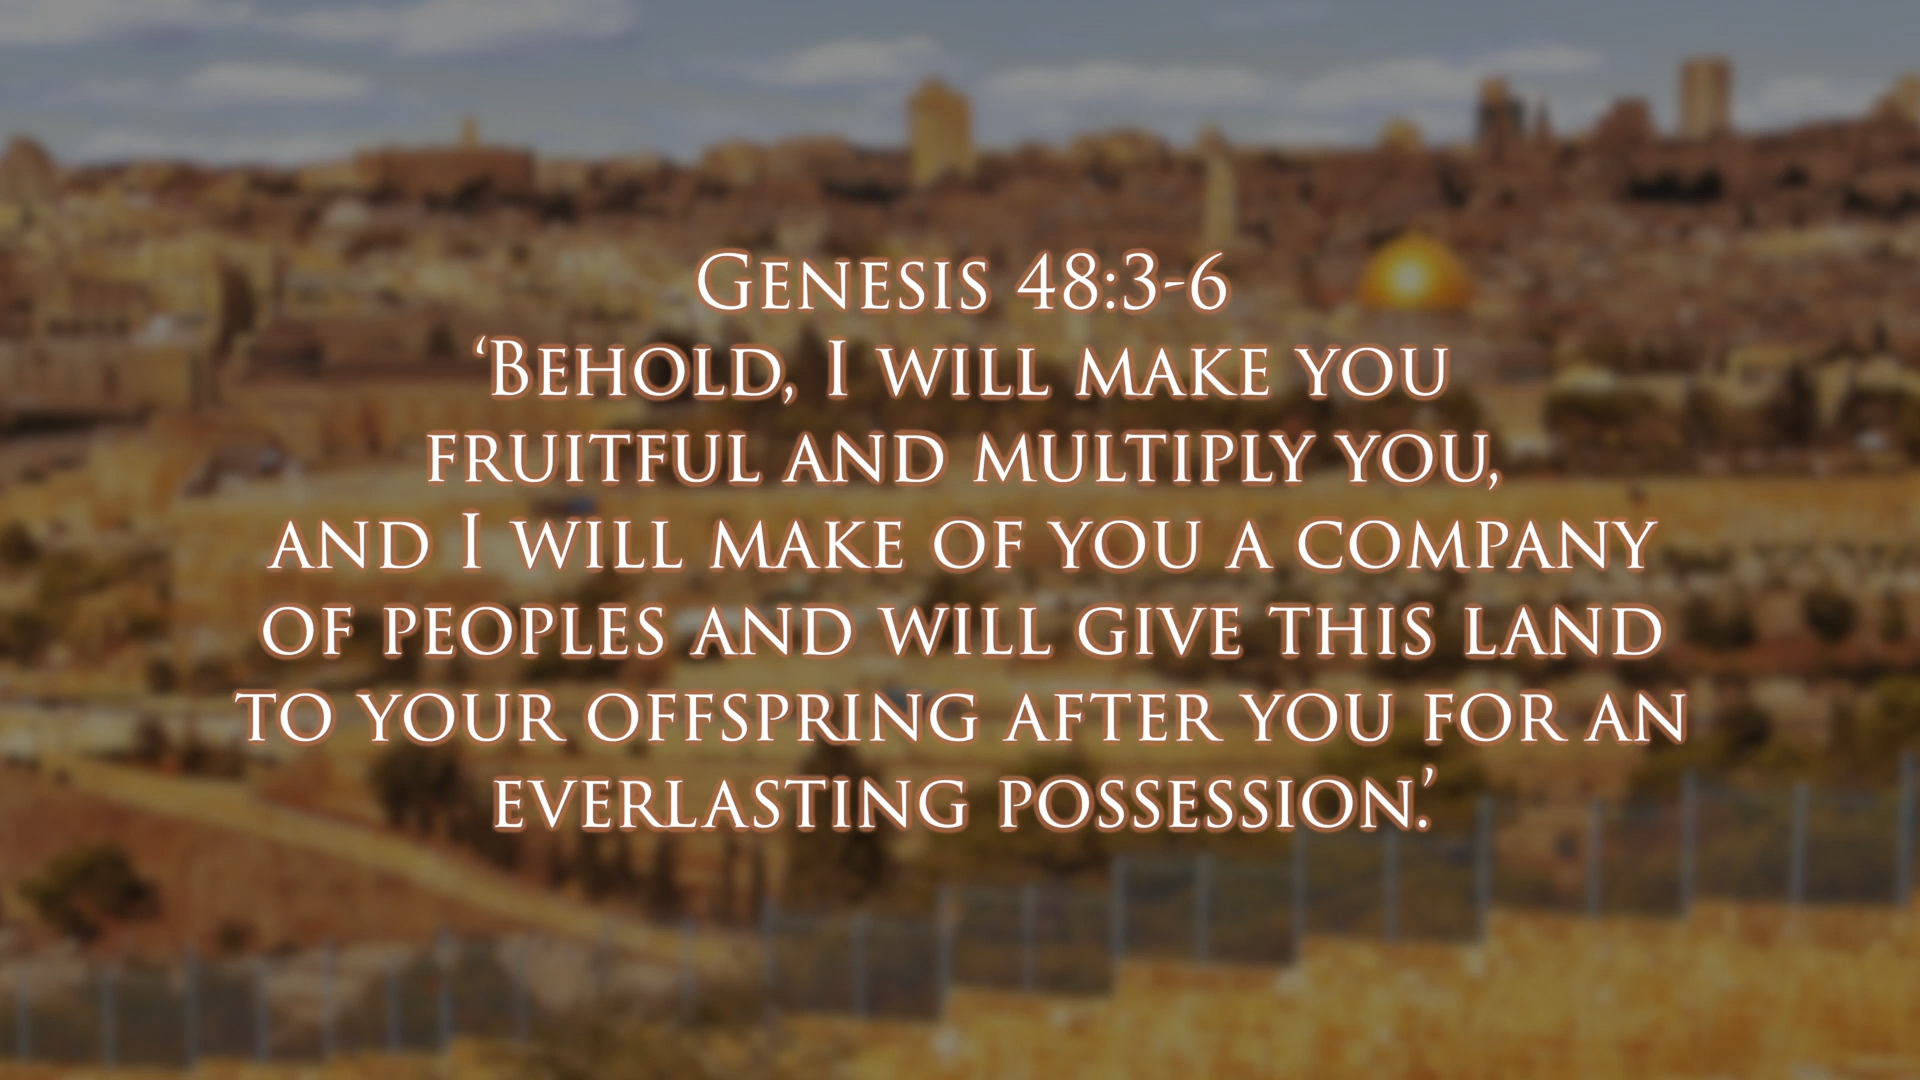 Genesis 48:3-6
‘Behold, I will make you
fruitful and multiply you,
and I will make of you a company
of peoples and will give this land
to your offspring after you for an
everlasting possession.’